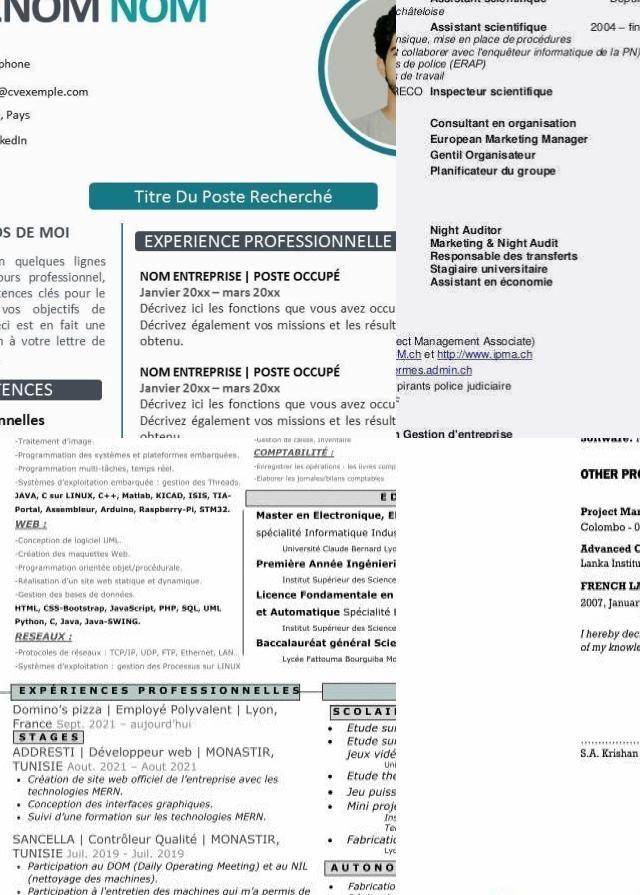 NOM NOM
phone
@cvexemple.com
, Pays
kedIn
Titre Du Poste Recherché
OS DE MOI
n quelques lignes
ours professionnel,
tences clés pour le
vos objectifs de
ci est en fait une
n à votre lettre de
TENCES
nnelles
EXPERIENCE PROFESSIONNELLE
NOM ENTREPRISE | POSTE OCCUPÉ
Janvier 20xx – mars 20xx
Décrivez ici les fonctions que vous avez occu
Décrivez également vos missions et les résult
obtenu.
NOM ENTREPRISE | POSTE OCCUPÉ
Janvier 20xx – mars 20xx
Décrivez ici les fonctions que vous avez occu
Décrivez également vos missions et les résult
obtenu
châteloise
Assistant scientifique 2004 – fin
nsique, mise en place de procédures
collaborer avec l'enquêteur informatique de la PN)
s de police (ERAP)
s de travail
RECO Inspecteur scientifique
Consultant en organisation
European Marketing Manager
Gentil Organisateur
Planificateur du groupe
Night Auditor
Marketing & Night Audit
Responsable des transferts
Stagiaire universitaire
Assistant en économie
ect Management Associate)
M.ch et http://www.ipma.ch
ermes.admin.ch
pirants police judiciaire
n Gestion d'entreprise
-Traitement d'image.
-Programmation des systèmes et plateformes embarquées.
-Programmation multi-tâches, temps réel.
-Systèmes d'exploitation embarquée : gestion des Threads.
JAVA, C sur LINUX, C++, Matlab, KICAD, ISIS, TIA-
Portal, Assembleur, Arduino, Raspberry-Pi, STM32.
WEB :
-Conception de logiciel UML.
-Création des maquettes Web.
-Programmation orientée objet/procédurale.
-Réalisation d'un site web statique et dynamique.
-Gestion des bases de données.
HTML, CSS-Bootstrap, JavaScript, PHP, SQL, UML
Python, C, Java, Java-SWING.
RESEAUX :
-Protocoles de réseaux : TCP/IP, UDP, FTP, Ethernet, LAN..
-Systèmes d'exploitation : gestion des Processus sur LINUX
-Gestion de caisse, Inventaire
COMPTABILITÉ :
-Enregistrer les opérations : les livres comp
-Elaborer les jornales/bilans comptables
E D
Master en Electronique, E
spécialité Informatique Indus
Université Claude Bernard Lyo
Première Année Ingénieri
Institut Supérieur des Science
Licence Fondamentale en
et Automatique Spécialité
Institut Supérieur des Science
Baccalauréat général Scie
Lycée Fattouma Bourguiba Mo
EXPÉRIENCES PROFESSIONNELLES
Domino's pizza | Employé Polyvalent | Lyon,
France Sept. 2021 – aujourd'hui
STAGES
ADDRESTI | Développeur web | MONASTIR,
TUNISIE Aout. 2021 – Aout 2021
• Création de site web officiel de l'entreprise avec les
technologies MERN.
• Conception des interfaces graphiques.
• Suivi d'une formation sur les technologies MERN.
SANCELLA | Contrôleur Qualité | MONASTIR,
TUNISIE Juil. 2019 - Juil. 2019
• Participation au DOM (Daily Operating Meeting) et au NIL
(nettoyage des machines).
• Participation à l'entretien des machines qui m'a permis de
SCOLAI
• Etude su
• Etude sui
jeux vidé
Uni
• Etude the
• Jeu puiss
• Mini proje
Ins
Tec
• Fabricatic
Lyc
AUTONO
• Fabricatio
Software:
OTHER PRO
Project Mar
Colombo - 0
Advanced C
Lanka Institu
FRENCH LA
2007, Januar
I hereby dec
of my knowle
S.A. Krishan